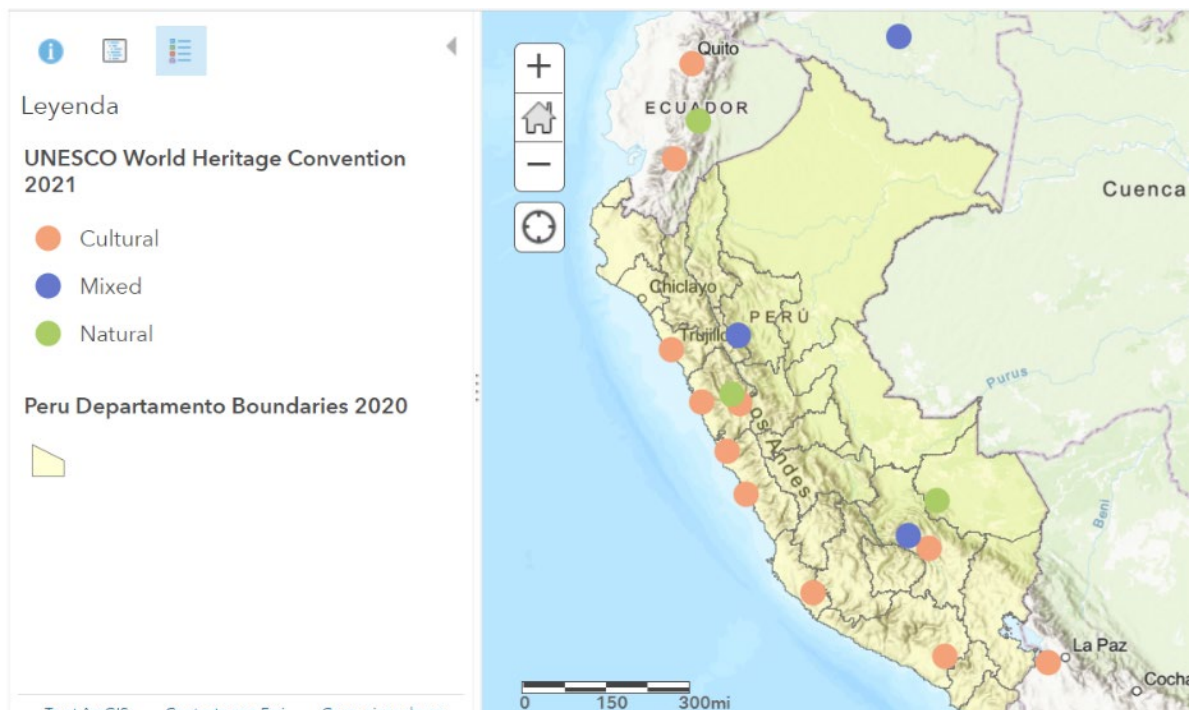 Leyenda
UNESCO World Heritage Convention
2021
Cultural
Mixed
Natural
Peru Departamento Boundaries 2020
+
−
0 150 300mi
Quito
ECUADOR
Cuenca
Chiclayo
PERÚ
Trujillo
os Andes
Purus
Beni
La Paz
Cocha